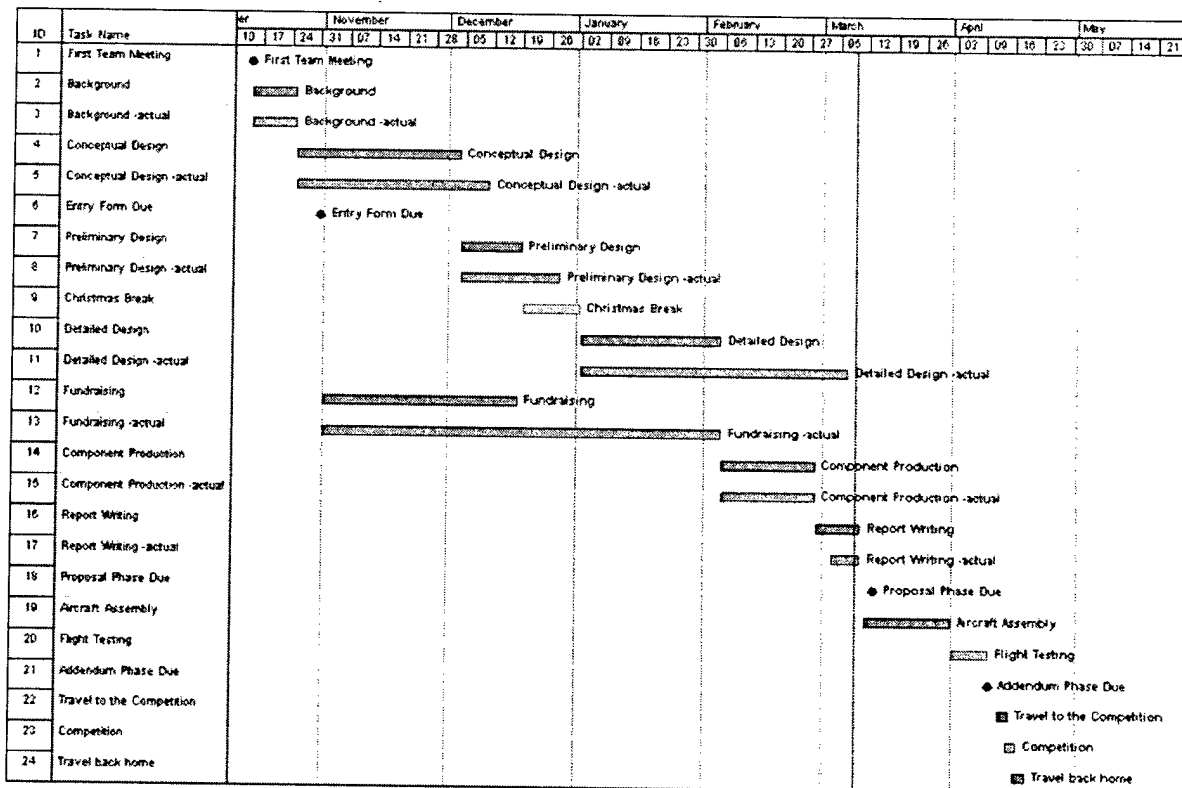 er November December January February March April May
ID Task Name 10 17 24 31 07 14 21 28 05 12 19 26 02 09 16 23 30 06 13 20 27 06 12 19 26 02 09 16 23 30 07 14 21
1 First Team Meeting First Team Meeting
2 Background Background
3 Background -actual Background -actual
4 Conceptual Design Conceptual Design
5 Conceptual Design -actual Conceptual Design -actual
6 Entry Form Due Entry Form Due
7 Preliminary Design Preliminary Design
8 Preliminary Design -actual Preliminary Design -actual
9 Christmas Break Christmas Break
10 Detailed Design Detailed Design
11 Detailed Design -actual Detailed Design -actual
12 Fundraising Fundraising
13 Fundraising -actual Fundraising -actual
14 Component Production Component Production
15 Component Production -actual Component Production -actual
16 Report Writing Report Writing
17 Report Writing -actual Report Writing -actual
18 Proposal Phase Due Proposal Phase Due
19 Aircraft Assembly Aircraft Assembly
20 Flight Testing Flight Testing
21 Addendum Phase Due Addendum Phase Due
22 Travel to the Competition Travel to the Competition
23 Competition Competition
24 Travel back home Travel back home